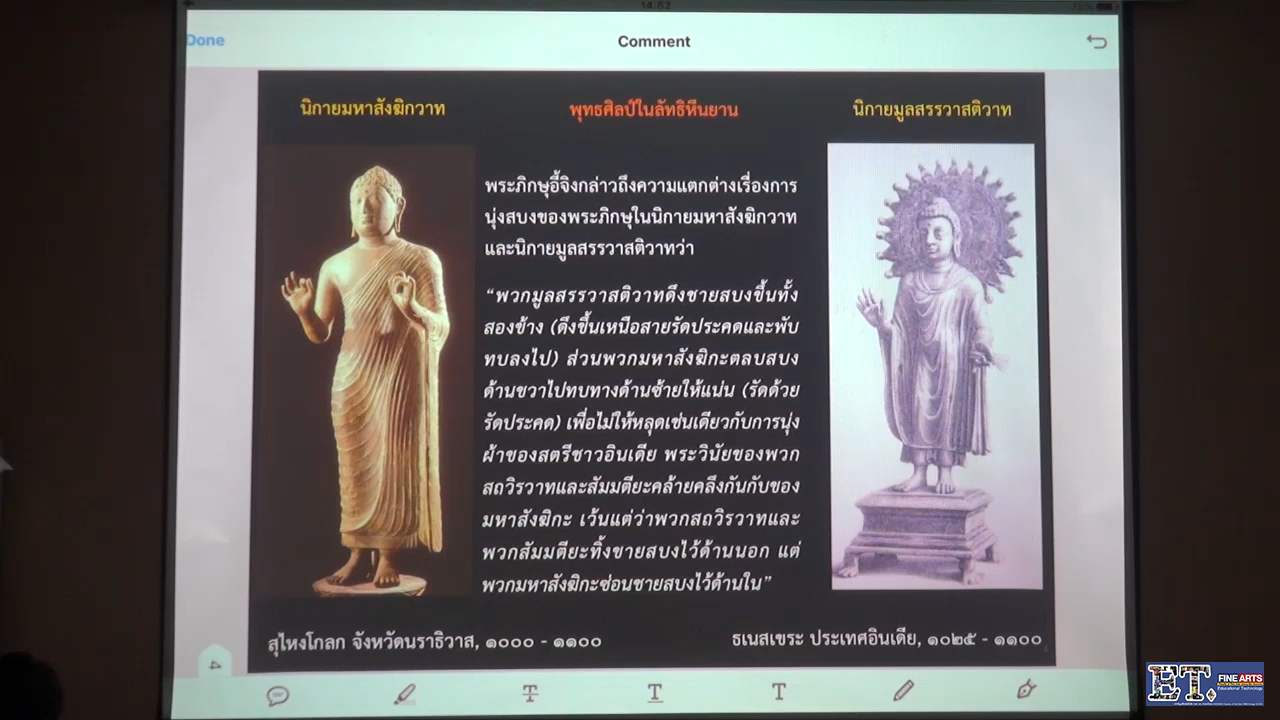 14:52
Done
Comment
นิกายมหาสังฆิกวาท
พุทธศิลป์ในลัทธิหีนยาน
นิกายมูลสรรวาสติวาท
พระภิกษุอี้จิงกล่าวถึงความแตกต่างเรื่องการ
นุ่งสบงของพระภิกษุในนิกายมหาสังฆิกวาท
และนิกายมูลสรรวาสติวาทว่า
“พวกมูลสรรวาสติวาทดึงชายสบงขึ้นทั้ง
สองข้าง (ดึงขึ้นเหนือสายรัดประคดและพับ
ทบลงไป) ส่วนพวกมหาสังฆิกะตลบสบง
ด้านขวาไปทบทางด้านซ้ายให้แน่น (รัดด้วย
รัดประคด) เพื่อไม่ให้หลุดเช่นเดียวกับการนุ่ง
ผ้าของสตรีชาวอินเดีย พระวินัยของพวก
สถวิรวาทและสัมมตียะคล้ายคลึงกันกับของ
มหาสังฆิกะ เว้นแต่ว่าพวกสถวิรวาทและ
พวกสัมมตียะทิ้งชายสบงไว้ด้านนอก แต่
พวกมหาสังฆิกะซ่อนชายสบงไว้ด้านใน”
สุไหงโกลก จังหวัดนราธิวาส, ๑๐๐๐ - ๑๑๐๐
ธเนสเขระ ประเทศอินเดีย, ๑๐๒๕ - ๑๑๐๐
4
T
T
T
ET.
FINE ARTS
Educational Technology